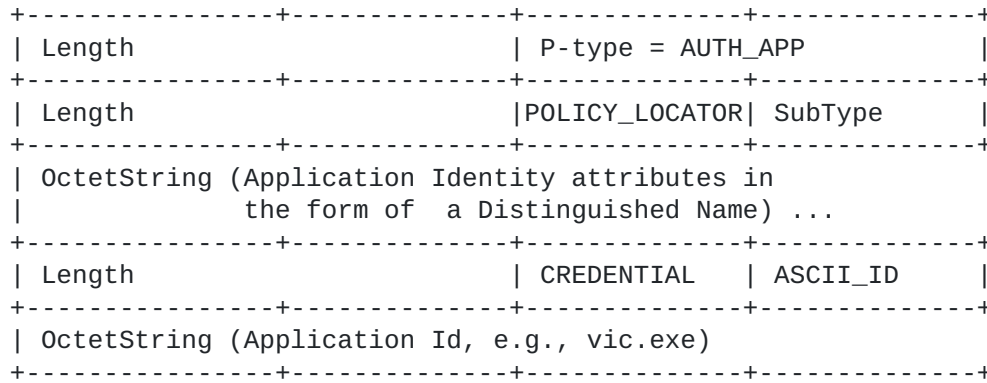 +----------------+--------------+--------------+--------------+
| Length                        | P-type = AUTH_APP           |
+----------------+--------------+--------------+--------------+
| Length                        |POLICY_LOCATOR| SubType      |
+----------------+--------------+--------------+--------------+
| OctetString (Application Identity attributes in
|              the form of  a Distinguished Name) ...
+----------------+--------------+--------------+--------------+
| Length                        | CREDENTIAL   | ASCII_ID     |
+----------------+--------------+--------------+--------------+
| OctetString (Application Id, e.g., vic.exe)
+----------------+--------------+--------------+--------------+